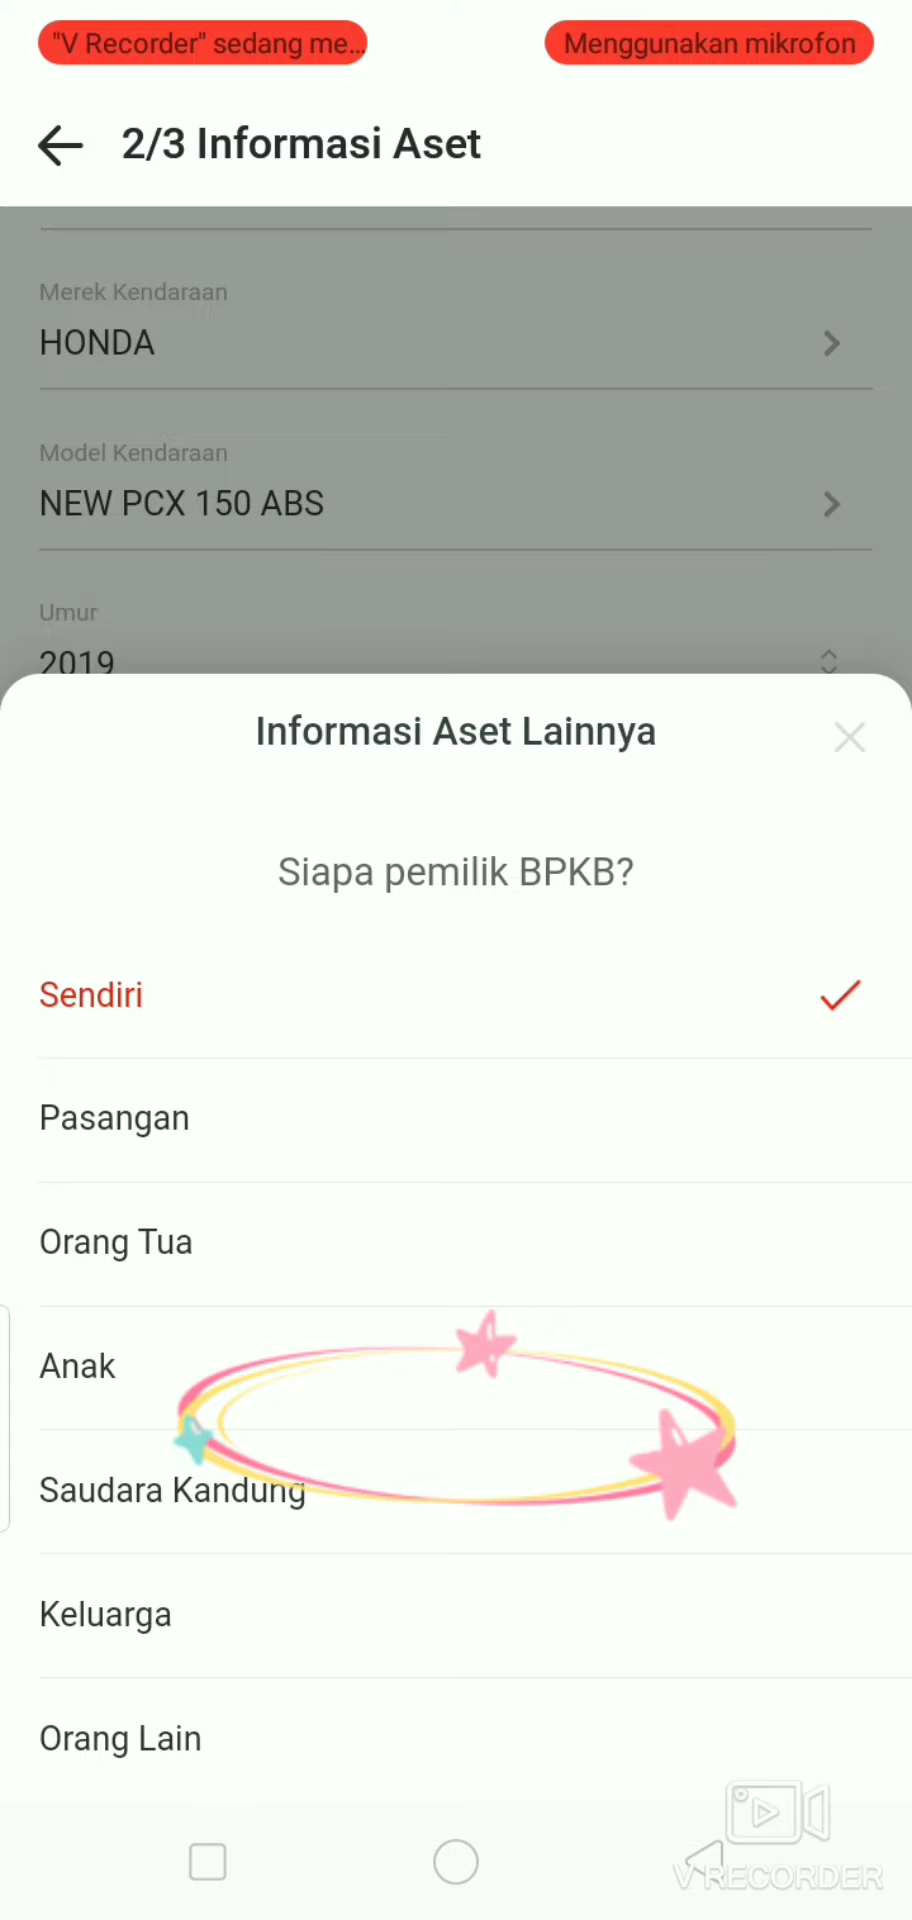 "V Recorder" sedang me...
Menggunakan mikrofon
2/3 Informasi Aset
Merek Kendaraan
HONDA
Model Kendaraan
NEW PCX 150 ABS
Umur
2019
Informasi Aset Lainnya
Siapa pemilik BPKB?
Sendiri
Pasangan
Orang Tua
Anak
Saudara Kandung
Keluarga
Orang Lain
V RECORDER